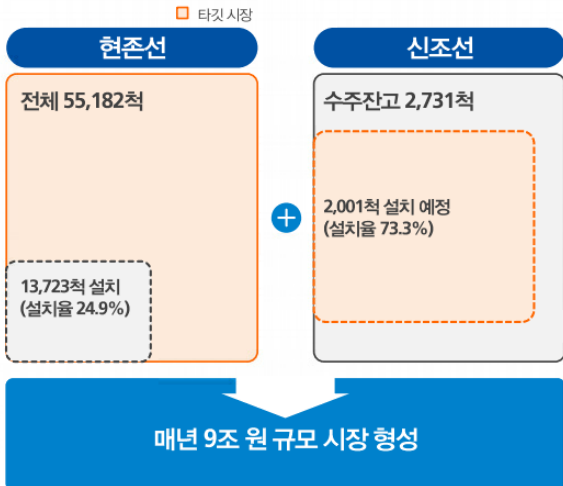 타깃 시장
현존선
신조선
전체 55,182척
13,723척 설치
(설치율 24.9%)
수주잔고 2,731척
2,001척 설치 예정
(설치율 73.3%)
매년 9조 원 규모 시장 형성